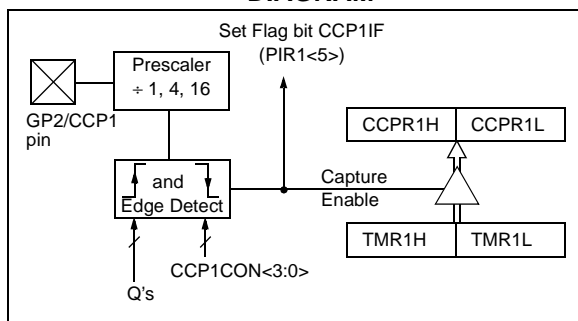 DIAGRAM
Set Flag bit CCP1IF
(PIR1<5>)
Prescaler
÷ 1, 4, 16
GP2/CCP1
pin
CCPR1H
CCPR1L
and
Edge Detect
Capture
Enable
TMR1H
TMR1L
CCP1CON<3:0>
Q's